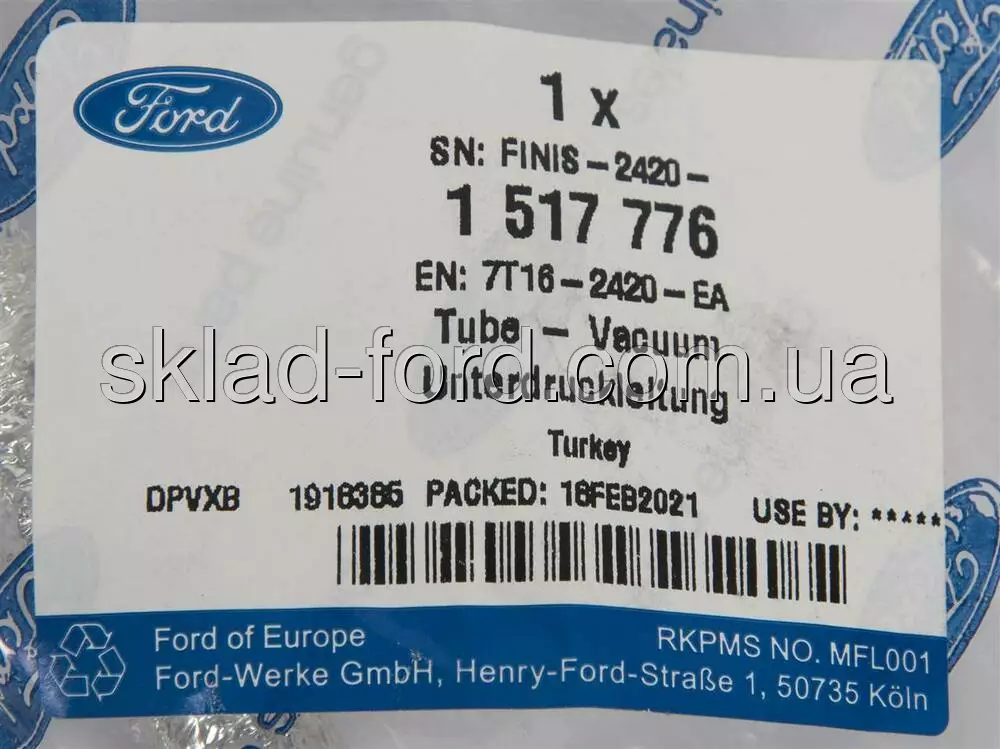 Ford
1 x
SN: FINIS-2420-
1 517 776
EN: 7T16-2420-EA
Tube - Vacuum
sklad-ford.com.ua
Unterdruckleitung
Turkey
DPVXB 1918385 PACKED: 16FEB2021 USE BY: *****
Ford of Europe RKPMS NO. MFL001
Ford-Werke GmbH, Henry-Ford-Straße 1, 50735 Köln